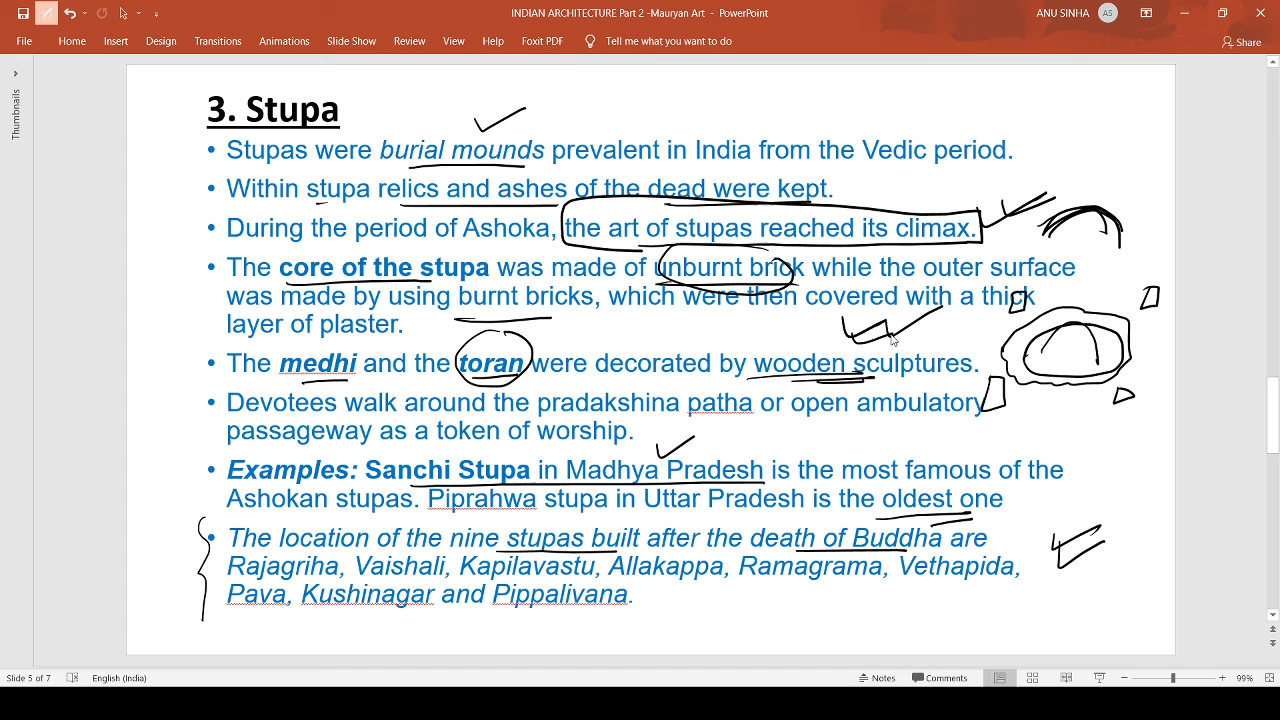 INDIAN ARCHITECTURE Part 2 -Mauryan Art - PowerPoint
ANU SINHA AS
File Home Insert Design Transitions Animations Slide Show Review View Help Foxit PDF Tell me what you want to do Share
Thumbnails
3. Stupa
• Stupas were burial mounds prevalent in India from the Vedic period.
• Within stupa relics and ashes of the dead were kept.
• During the period of Ashoka, the art of stupas reached its climax.
• The core of the stupa was made of unburnt brick while the outer surface
was made by using burnt bricks, which were then covered with a thick
layer of plaster.
• The medhi and the toran were decorated by wooden sculptures.
• Devotees walk around the pradakshina patha or open ambulatory
passageway as a token of worship.
• Examples: Sanchi Stupa in Madhya Pradesh is the most famous of the
Ashokan stupas. Piprahwa stupa in Uttar Pradesh is the oldest one
• The location of the nine stupas built after the death of Buddha are
Rajagriha, Vaishali, Kapilavastu, Allakappa, Ramagrama, Vethapida,
Pava, Kushinagar and Pippalivana.
Slide 5 of 7 English (India) Notes Comments 99%